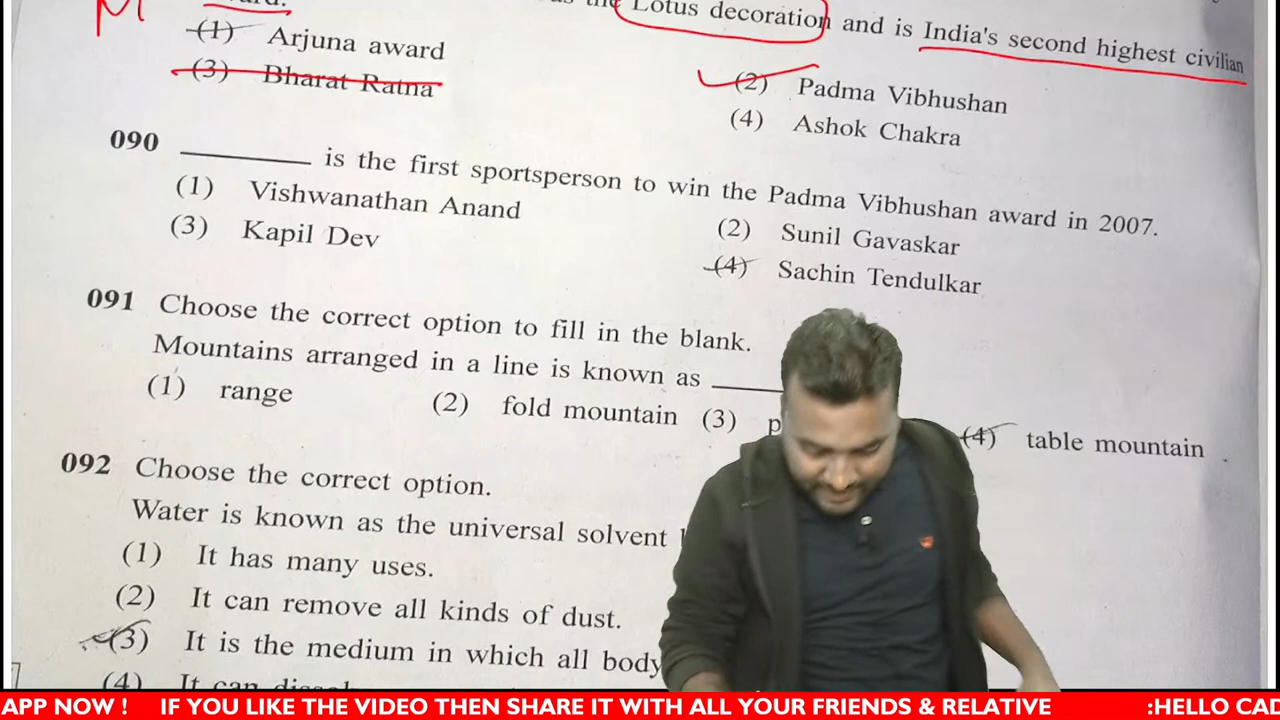 Lotus decoration and is India's second highest civilian
(1) Arjuna award
(2) Padma Vibhushan
(3) Bharat Ratna
(4) Ashok Chakra
090 ________ is the first sportsperson to win the Padma Vibhushan award in 2007.
(1) Vishwanathan Anand
(2) Sunil Gavaskar
(3) Kapil Dev
(4) Sachin Tendulkar
091 Choose the correct option to fill in the blank.
Mountains arranged in a line is known as ______
(1) range (2) fold mountain (3) (4) table mountain .
092 Choose the correct option.
Water is known as the universal solvent
(1) It has many uses.
(2) It can remove all kinds of dust.
(3) It is the medium in which all body
(4) It can
APP NOW ! IF YOU LIKE THE VIDEO THEN SHARE IT WITH ALL YOUR FRIENDS & RELATIVE :HELLO CAD